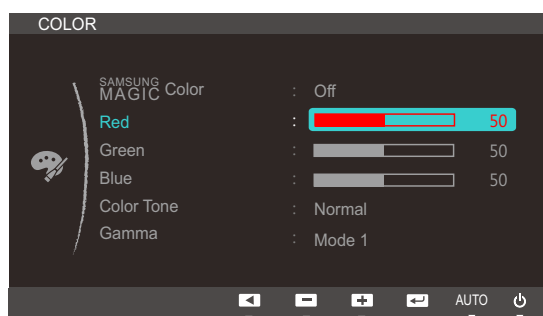 COLOR
SAMSUNG MAGIC Color : Off
Red : 50
Green : 50
Blue : 50
Color Tone : Normal
Gamma : Mode 1
AUTO